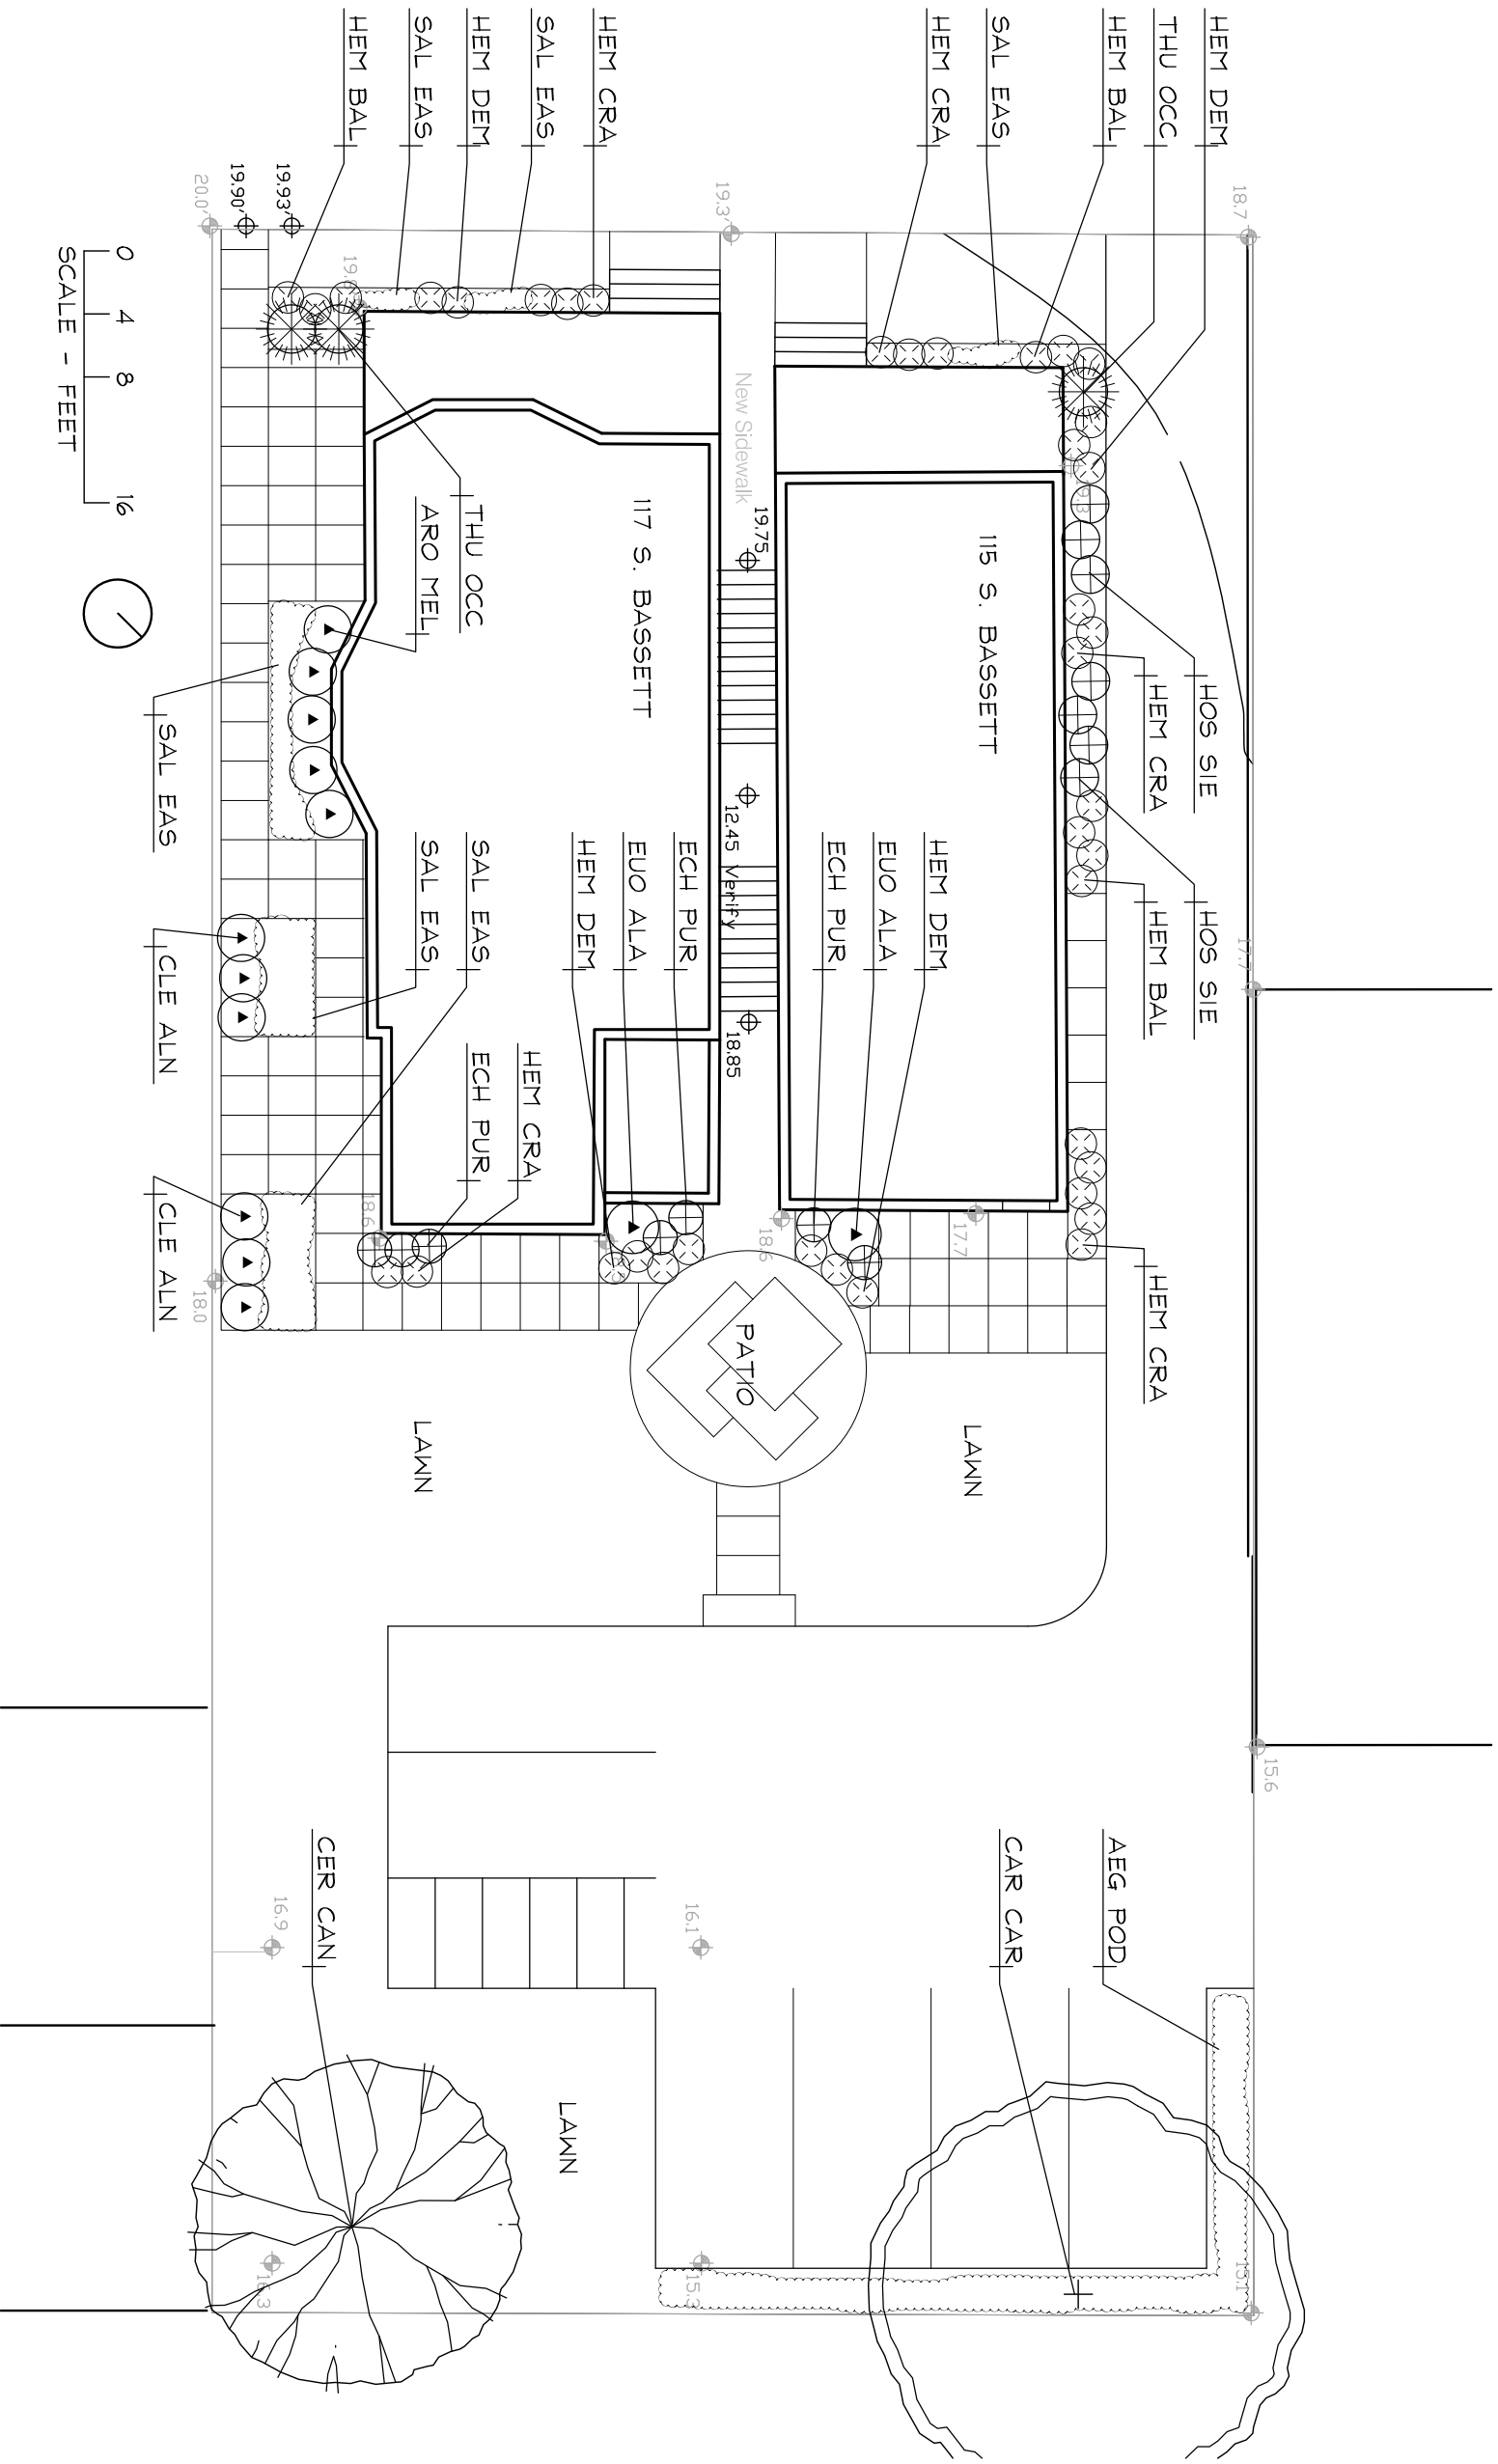 HEM DEM
THU OCC
HEM BAL
SAL EAS
HEM CRA
HEM CRA
SAL EAS
HEM DEM
SAL EAS
HEM BAL
18.7
19.3'
19.93'
19.90'
20.0'
0 4 8 16
SCALE - FEET
New Sidewalk
19.3
19.75
117 S. BASSETT
115 S. BASSETT
THU OCC
ARO MEL
HOS SIE
HEM CRA
SAL EAS
HOS SIE
HEM BAL
17.7
HEM DEM
EUO ALA
ECH PUR
12.45 Verify
ECH PUR
EUO ALA
HEM DEM
SAL EAS
SAL EAS
CLE ALN
18.85
HEM CRA
ECH PUR
CLE ALN
18.6
18.6
17.7
18.0
HEM CRA
PATIO
LAWN
LAWN
15.6
AEG POD
CAR CAR
CER CAN
16.1
16.9
LAWN
15.1
15.3
16.3